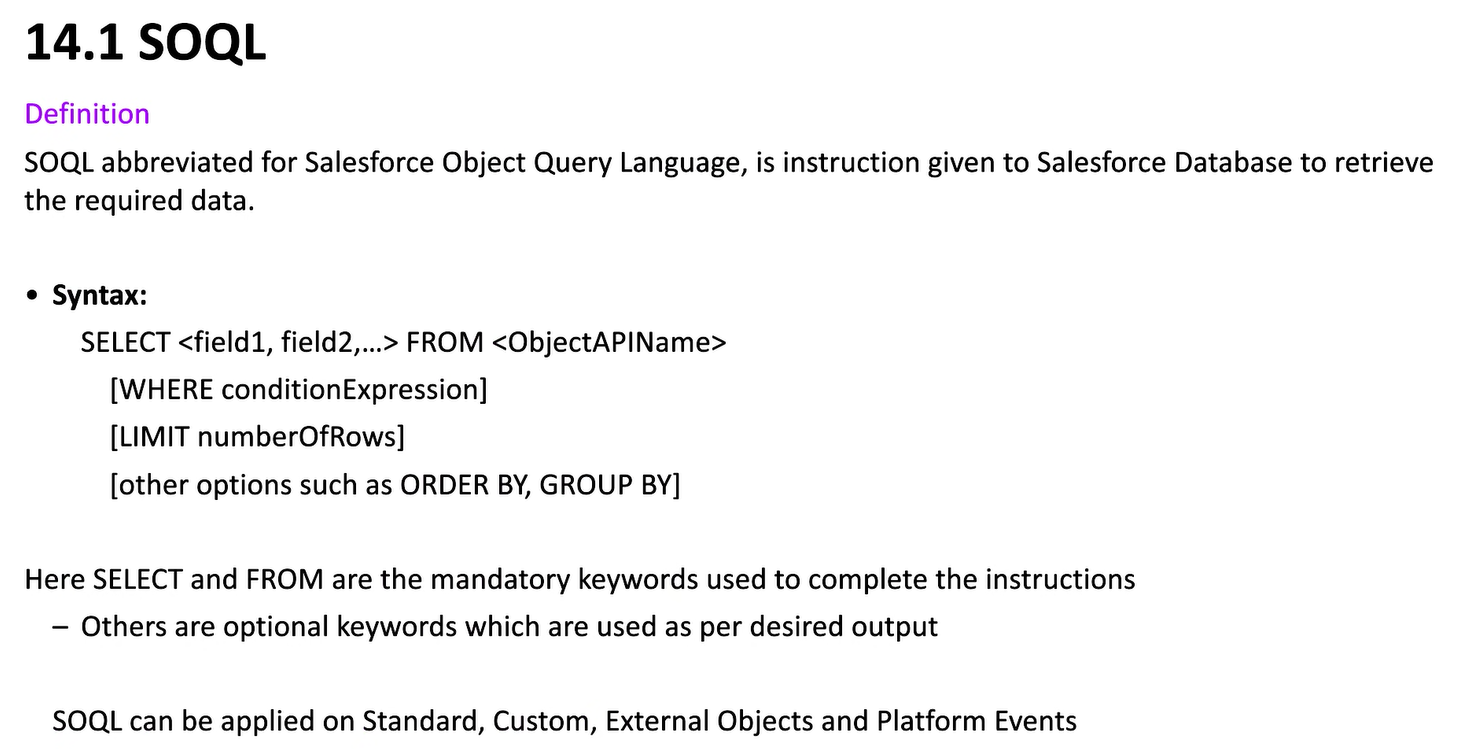 14.1 SOQL
Definition
SOQL abbreviated for Salesforce Object Query Language, is instruction given to Salesforce Database to retrieve
the required data.
• Syntax:
SELECT <field1, field2,...> FROM <ObjectAPIName>
[WHERE conditionExpression]
[LIMIT numberOfRows]
[other options such as ORDER BY, GROUP BY]
Here SELECT and FROM are the mandatory keywords used to complete the instructions
– Others are optional keywords which are used as per desired output
SOQL can be applied on Standard, Custom, External Objects and Platform Events